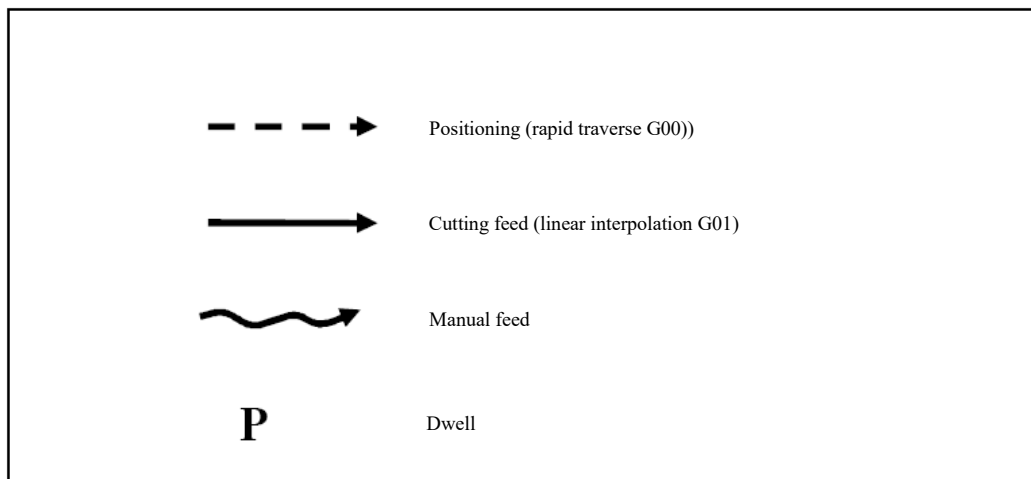 Positioning (rapid traverse G00))
Cutting feed (linear interpolation G01)
Manual feed
P Dwell